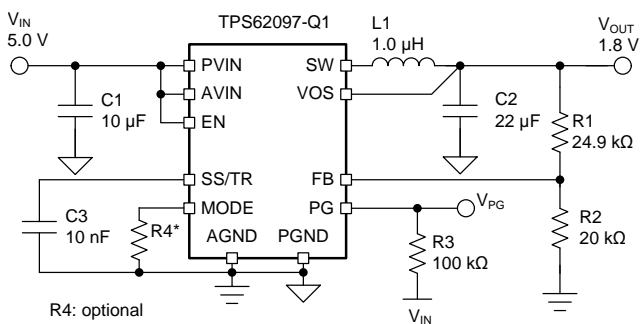 TPS62097-Q1
VIN
5.0 V
L1
1.0 µH
VOUT
1.8 V
PVIN
SW
AVIN
VOS
EN
C1
10 µF
C2
22 µF
R1
24.9 kΩ
SS/TR
FB
MODE
PG
VPG
C3
10 nF
R4*
AGND
PGND
R3
100 kΩ
R2
20 kΩ
R4: optional
VIN